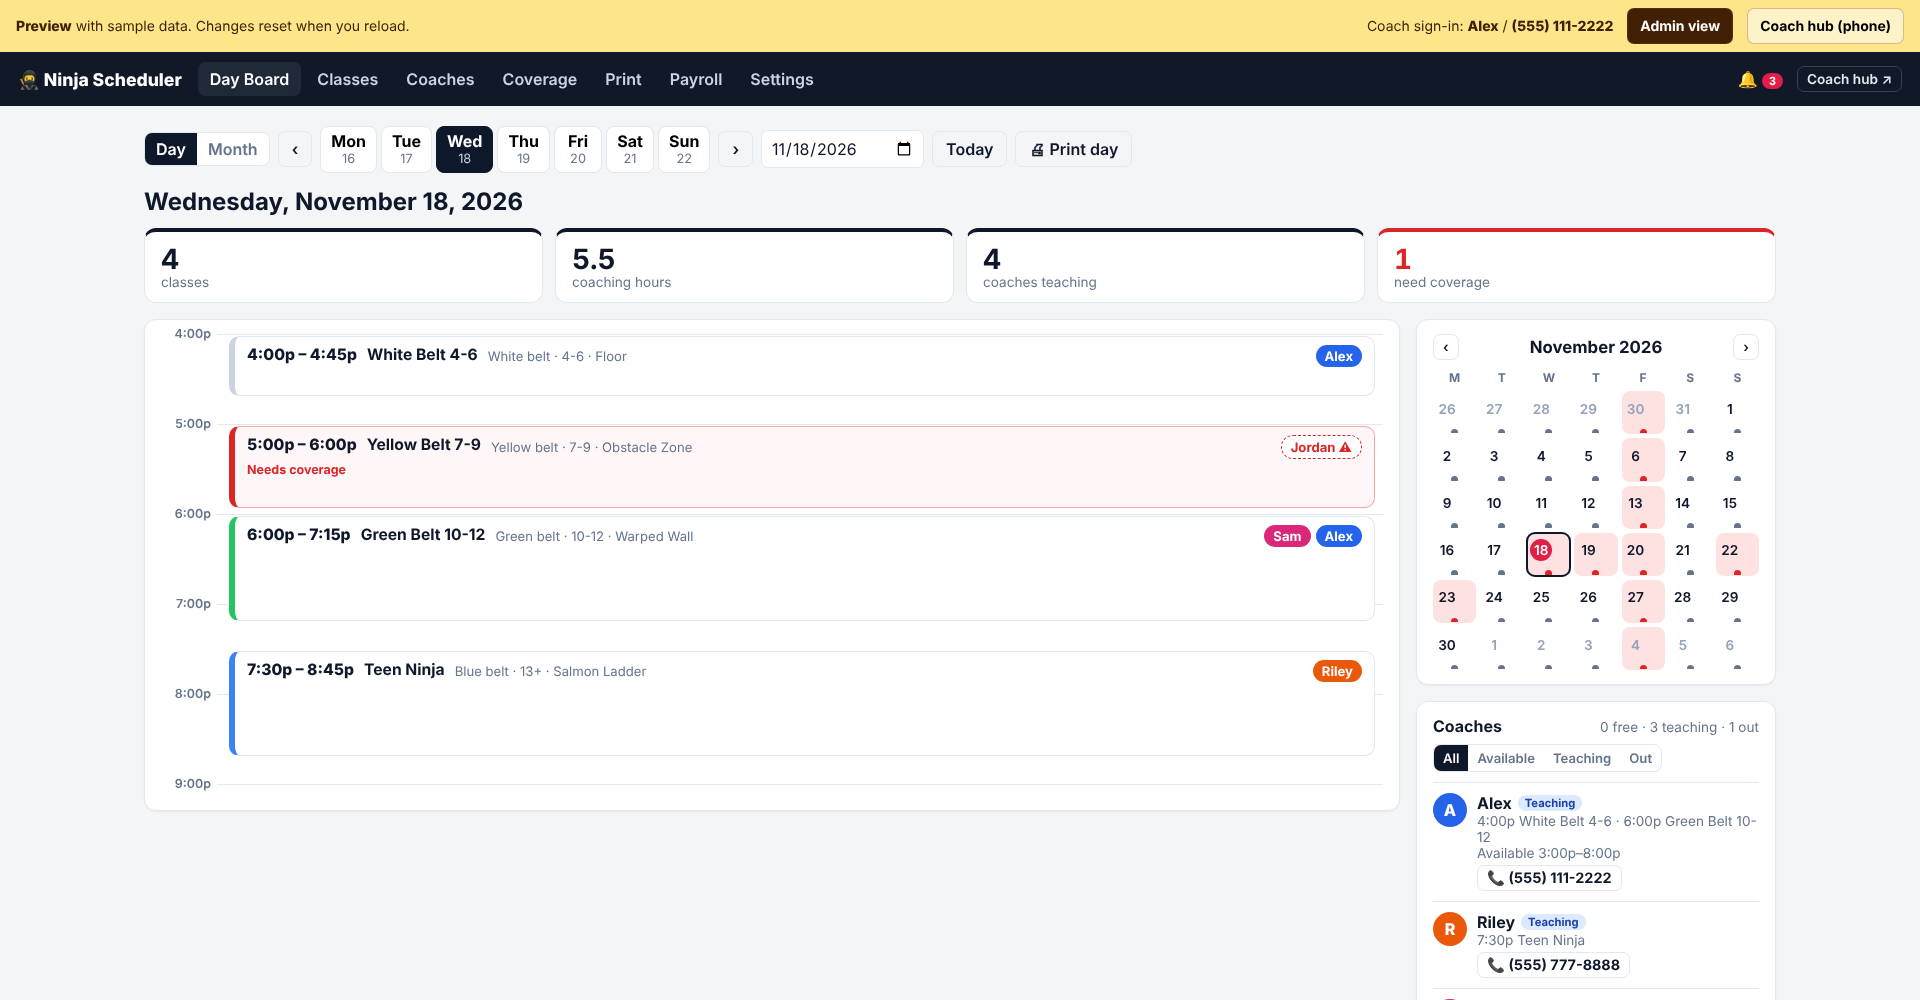 Preview with sample data. Changes reset when you reload.
Coach sign-in: Alex / (555) 111-2222
Admin view
Coach hub (phone)
Ninja Scheduler
Day Board
Classes
Coaches
Coverage
Print
Payroll
Settings
3
Coach hub ↗
Day
Month
‹
Mon
16
Tue
17
Wed
18
Thu
19
Fri
20
Sat
21
Sun
22
›
11/18/2026
Today
Print day
Wednesday, November 18, 2026
4
classes
5.5
coaching hours
4
coaches teaching
1
need coverage
4:00p
4:00p – 4:45p White Belt 4-6 White belt · 4-6 · Floor
Alex
5:00p
5:00p – 6:00p Yellow Belt 7-9 Yellow belt · 7-9 · Obstacle Zone
Jordan ⚠
Needs coverage
6:00p
6:00p – 7:15p Green Belt 10-12 Green belt · 10-12 · Warped Wall
Sam
Alex
7:00p
7:30p – 8:45p Teen Ninja Blue belt · 13+ · Salmon Ladder
Riley
8:00p
9:00p
‹
November 2026
›
M T W T F S S
26 27 28 29 30 31 1
2 3 4 5 6 7 8
9 10 11 12 13 14 15
16 17 18 19 20 21 22
23 24 25 26 27 28 29
30 1 2 3 4 5 6
Coaches
0 free · 3 teaching · 1 out
All
Available
Teaching
Out
A
Alex
Teaching
4:00p White Belt 4-6 · 6:00p Green Belt 10-
12
Available 3:00p–8:00p
(555) 111-2222
R
Riley
Teaching
7:30p Teen Ninja
(555) 777-8888